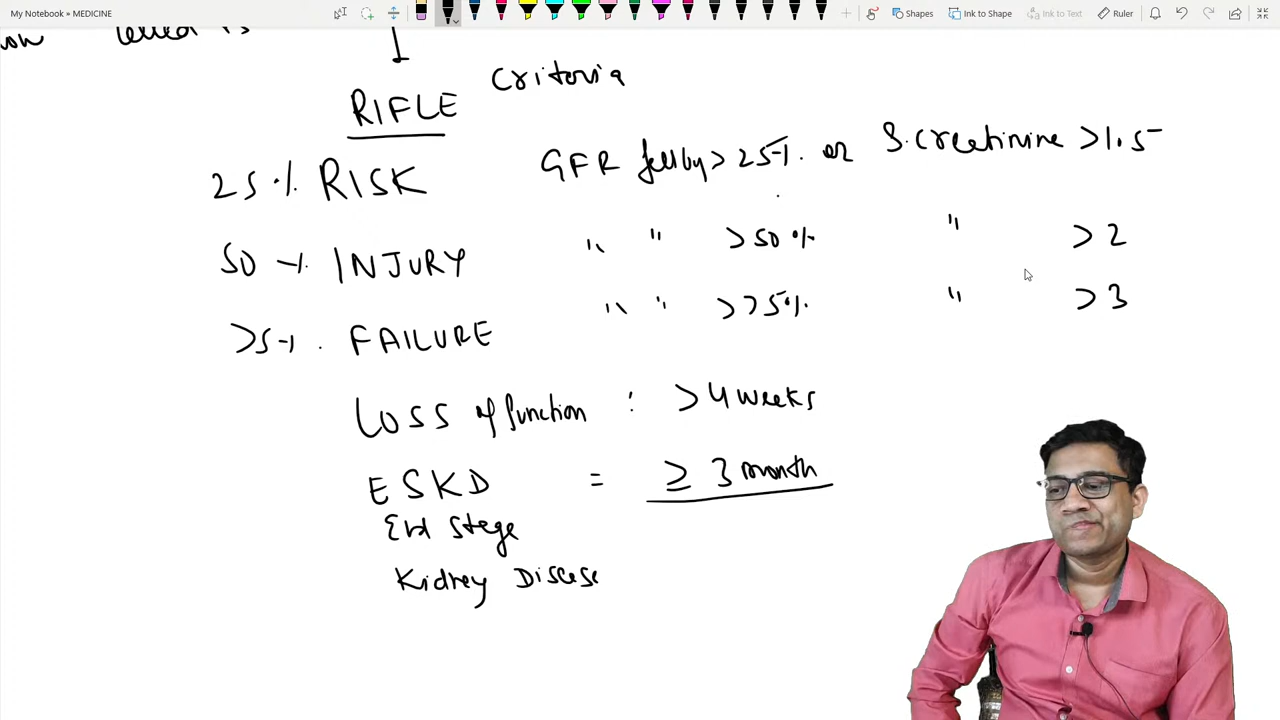 My Notebook » MEDICINE
Shapes Ink to Shape Ink to Text Ruler
RIFLE Criteria
25 % RISK GFR fell by > 25 % or S. Creatinine > 1.5
50 % INJURY " " > 50 % " > 2
75 % FAILURE " " > 75 % " > 3
Loss of function : > 4 weeks
ESKD = ≥ 3 month
End Stage
Kidney Disease